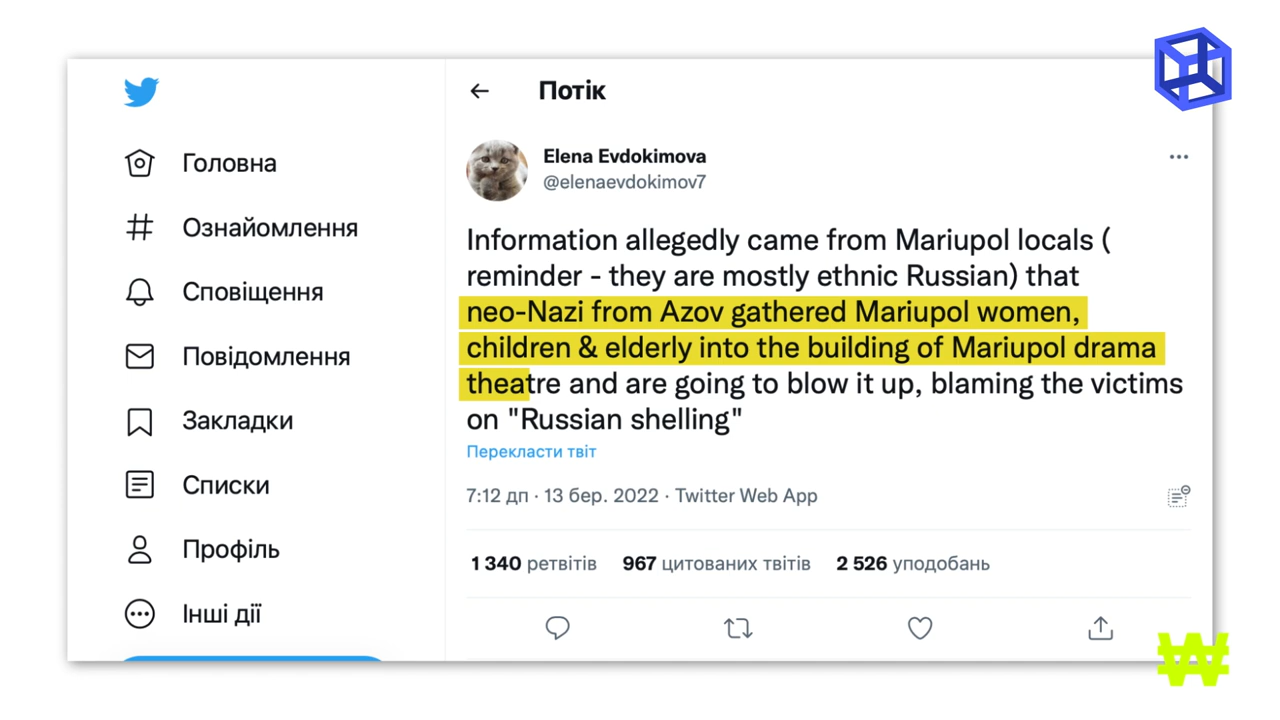 Потік
Головна
Ознайомлення
Сповіщення
Повідомлення
Закладки
Списки
Профіль
Інші дії
Elena Evdokimova
@elenaevdokimov7
Information allegedly came from Mariupol locals (
reminder - they are mostly ethnic Russian) that
neo-Nazi from Azov gathered Mariupol women,
children & elderly into the building of Mariupol drama
theatre and are going to blow it up, blaming the victims
on "Russian shelling"
Перекласти твіт
7:12 дп · 13 бер. 2022 · Twitter Web App
1 340 ретвітів 967 цитованих твітів 2 526 уподобань